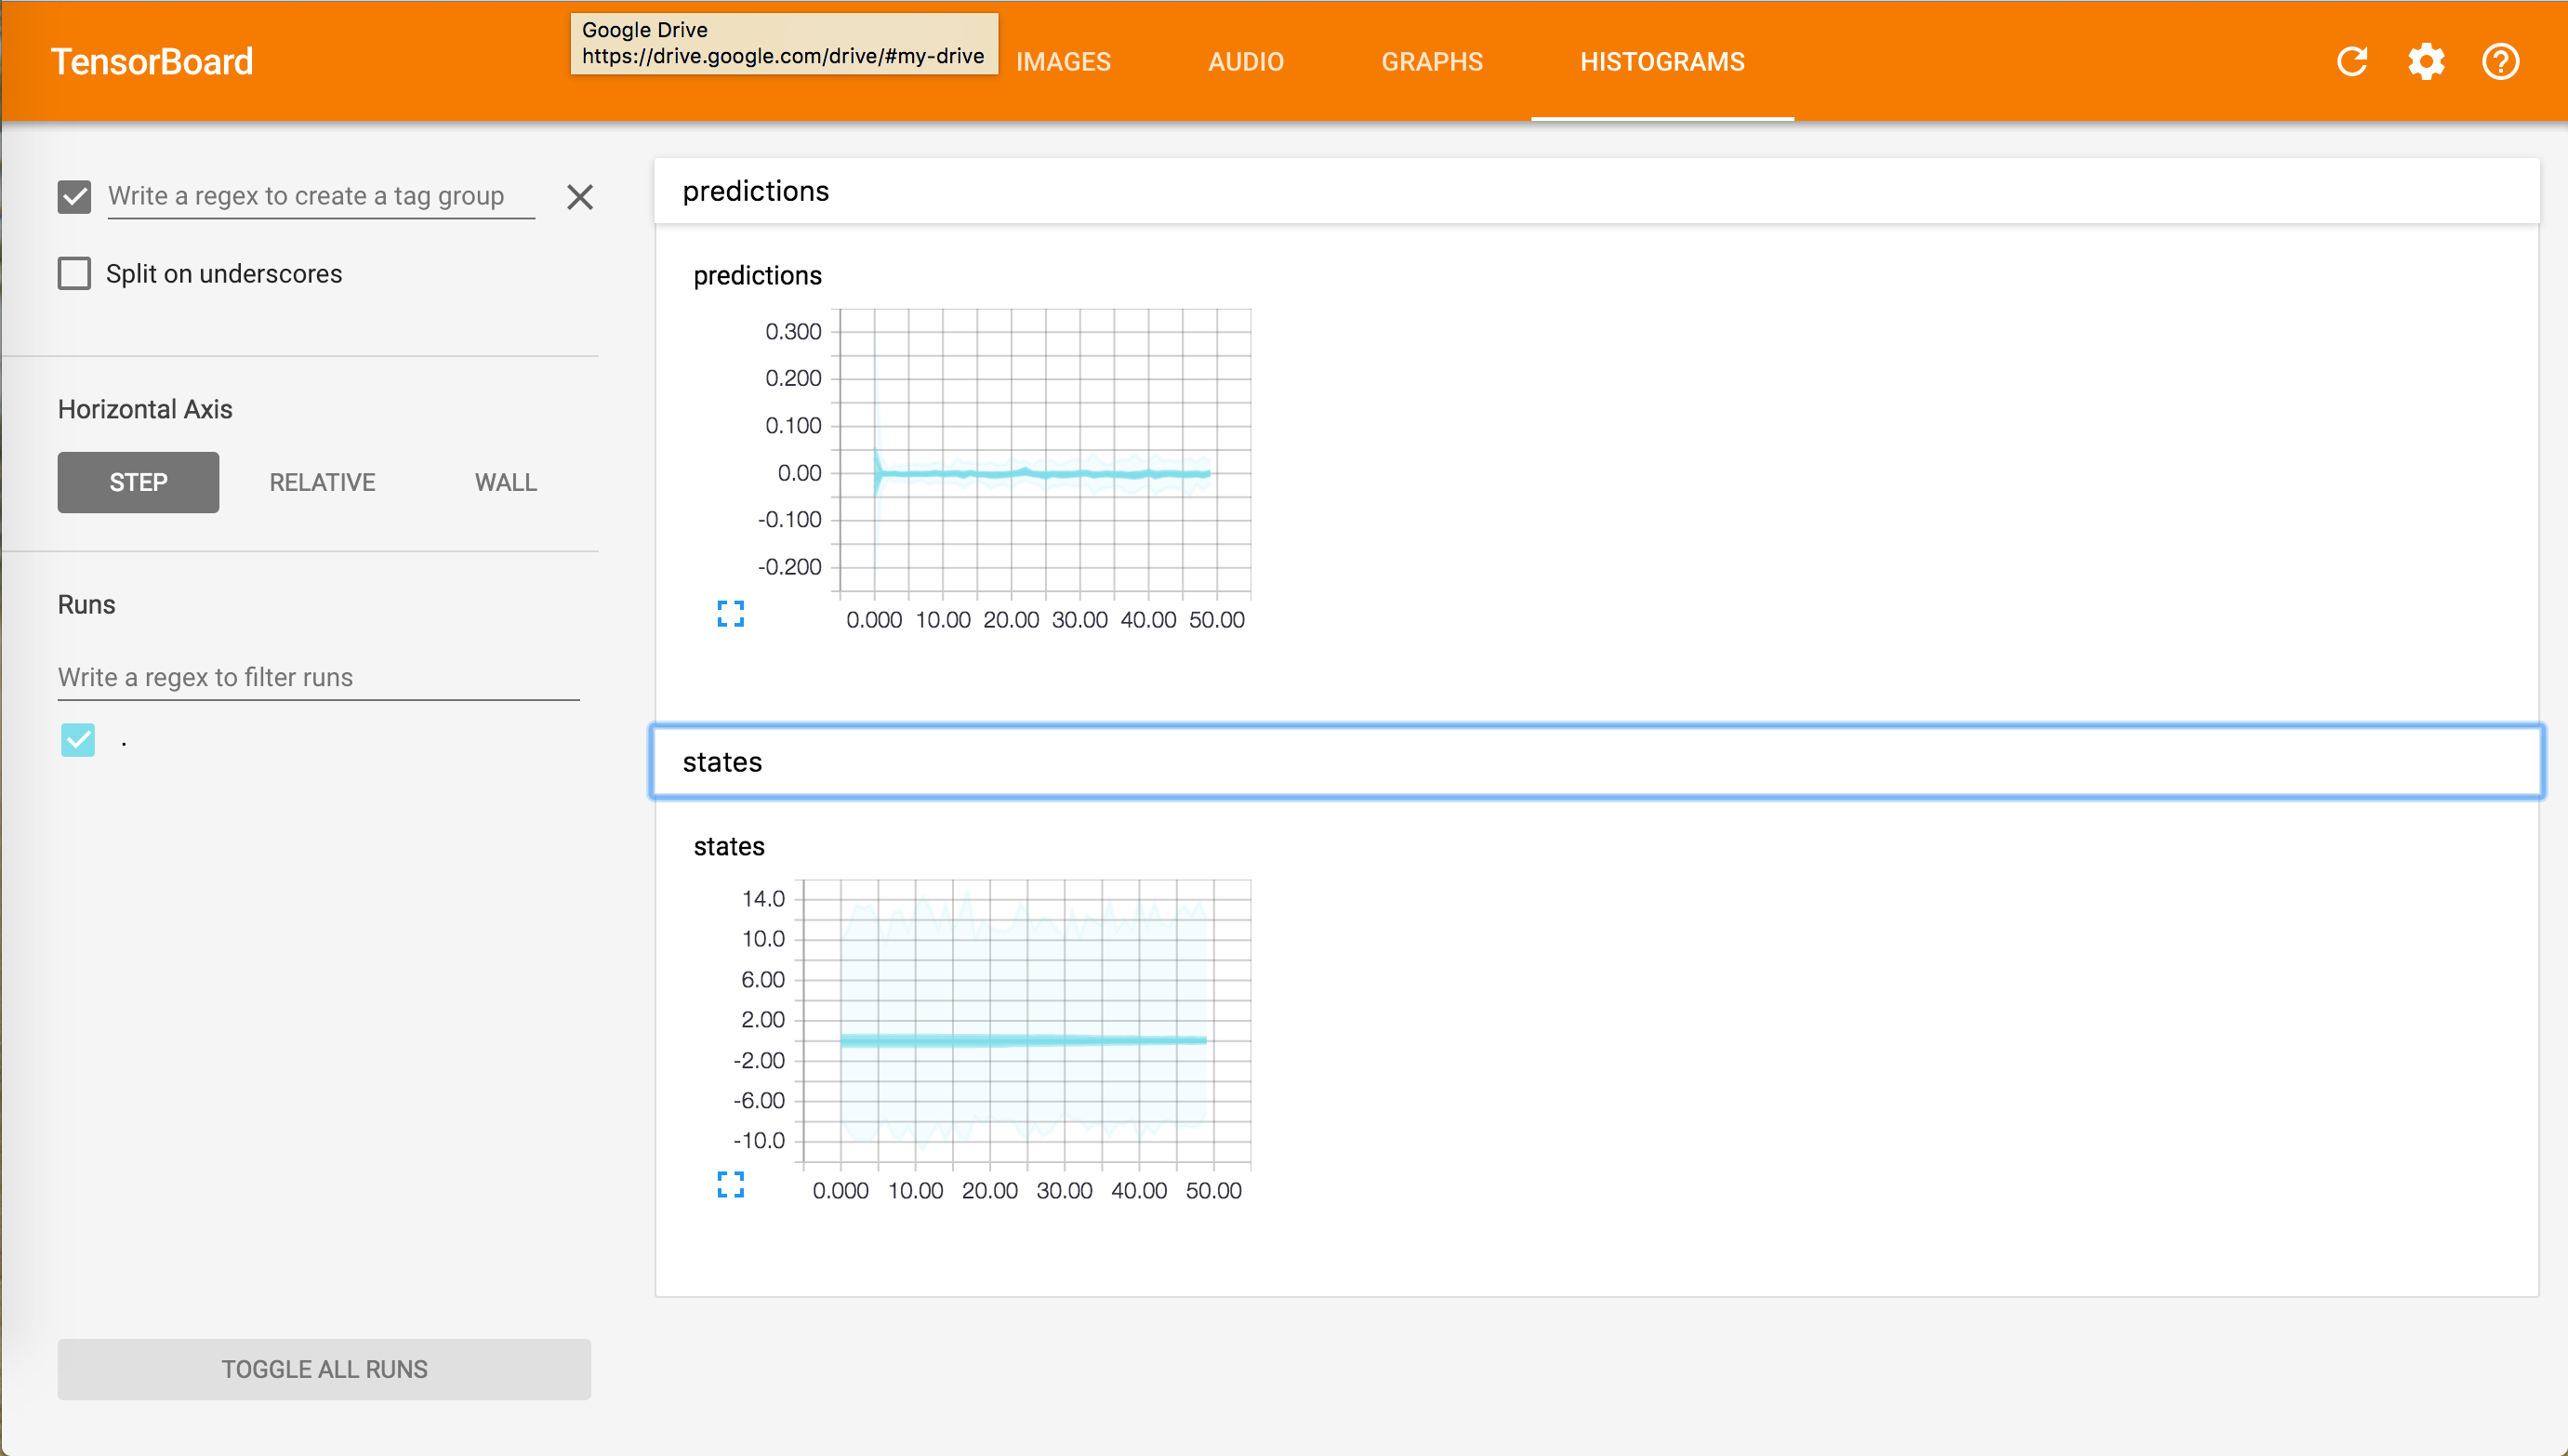 TensorBoard
Google Drive
https://drive.google.com/drive/#my-drive
IMAGES
AUDIO
GRAPHS
HISTOGRAMS
Write a regex to create a tag group
Split on underscores
Horizontal Axis
STEP
RELATIVE
WALL
Runs
Write a regex to filter runs
.
TOGGLE ALL RUNS
predictions
predictions
0.300
0.200
0.100
0.00
-0.100
-0.200
0.000 10.00 20.00 30.00 40.00 50.00
states
states
14.0
10.0
6.00
2.00
-2.00
-6.00
-10.0
0.000 10.00 20.00 30.00 40.00 50.00